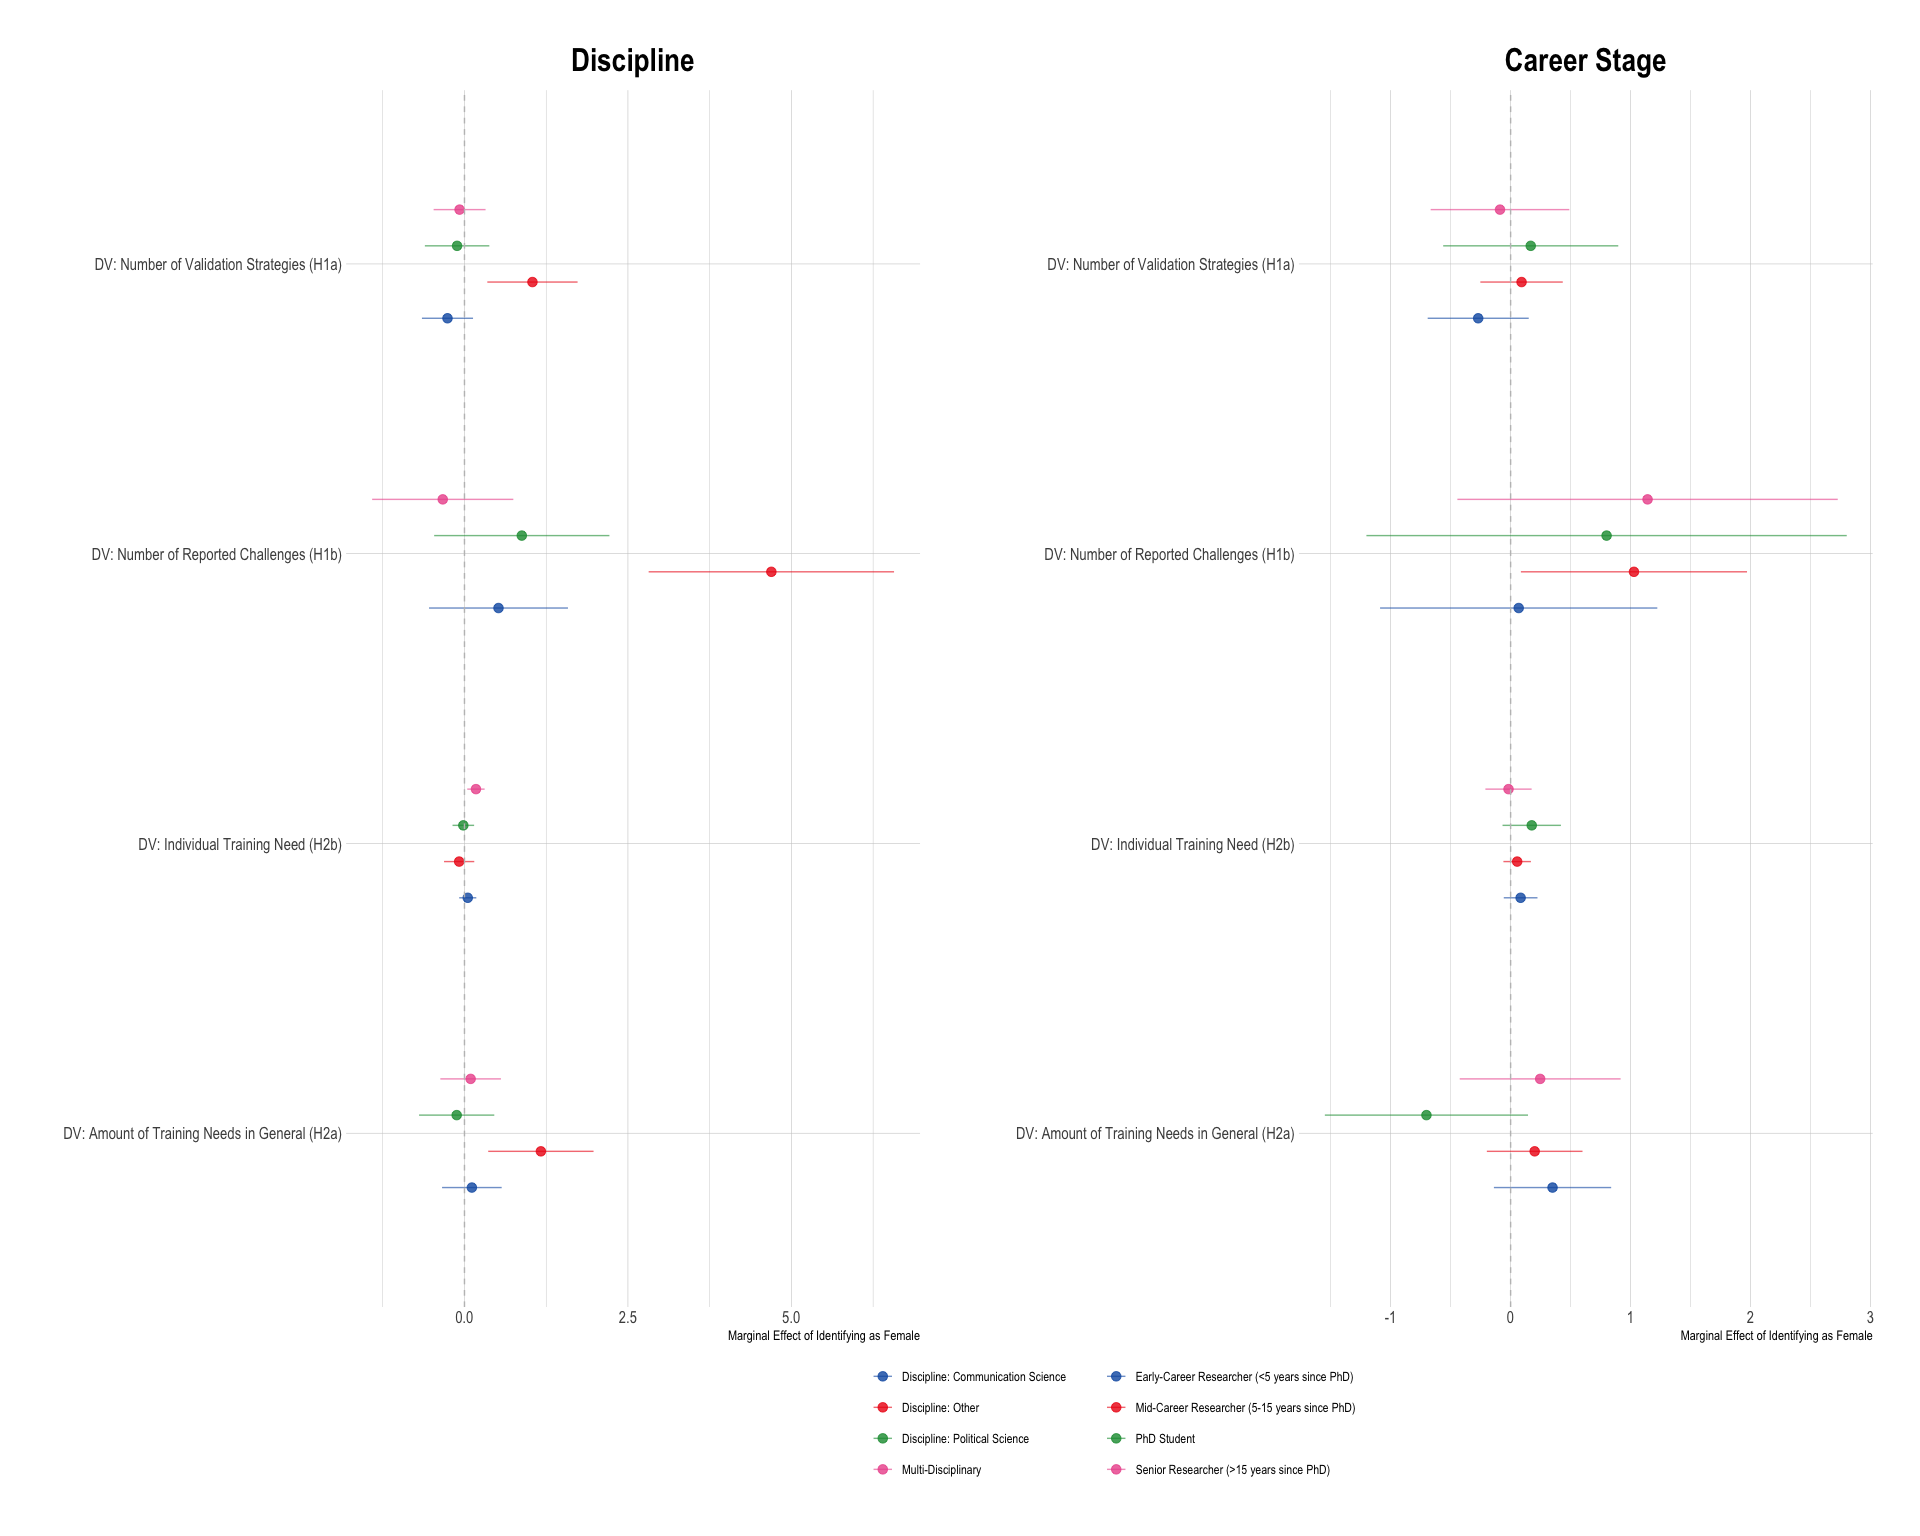 Discipline
Career Stage
DV: Number of Validation Strategies (H1a)
DV: Number of Reported Challenges (H1b)
DV: Individual Training Need (H2b)
DV: Amount of Training Needs in General (H2a)
0.0 2.5 5.0
Marginal Effect of Identifying as Female
DV: Number of Validation Strategies (H1a)
DV: Number of Reported Challenges (H1b)
DV: Individual Training Need (H2b)
DV: Amount of Training Needs in General (H2a)
-1 0 1 2 3
Marginal Effect of Identifying as Female
Discipline: Communication Science
Discipline: Other
Discipline: Political Science
Multi-Disciplinary
Early-Career Researcher (<5 years since PhD)
Mid-Career Researcher (5-15 years since PhD)
PhD Student
Senior Researcher (>15 years since PhD)